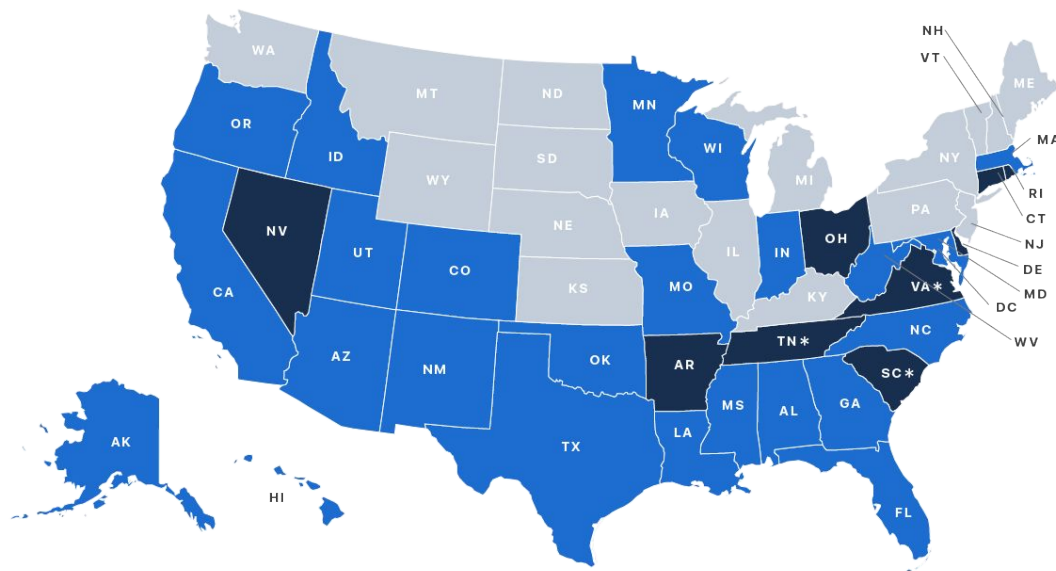 NH
VT
WA
ME
MT
ND
MN
M
OR
MA
WI
ID
SD
NY
WY
MI
RI
IA
PA
CT
NE
NV
OH
NJ
IL
IN
UT
CO
DE
MO
VA*
CA
KS
MD
KY
DC
NC
TN*
WV
AZ
OK
AR
NM
SC*
MS
AL
GA
LA
AK
TX
HI
FL